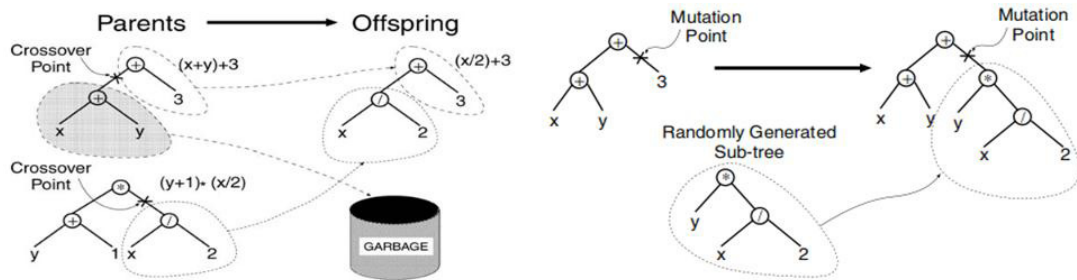 Parents
Offspring
Crossover
Point
+
(x+y)+3
3
+
x
y
+
(x/2)+3
3
/
x
2
Crossover
Point
*
(y+1)* (x/2)
+
/
y
1
x
2
GARBAGE
Mutation
Point
+
+
3
x
y
Randomly Generated
Sub-tree
*
y
/
x
2
Mutation
Point
+
+
*
x
y
y
/
x
2